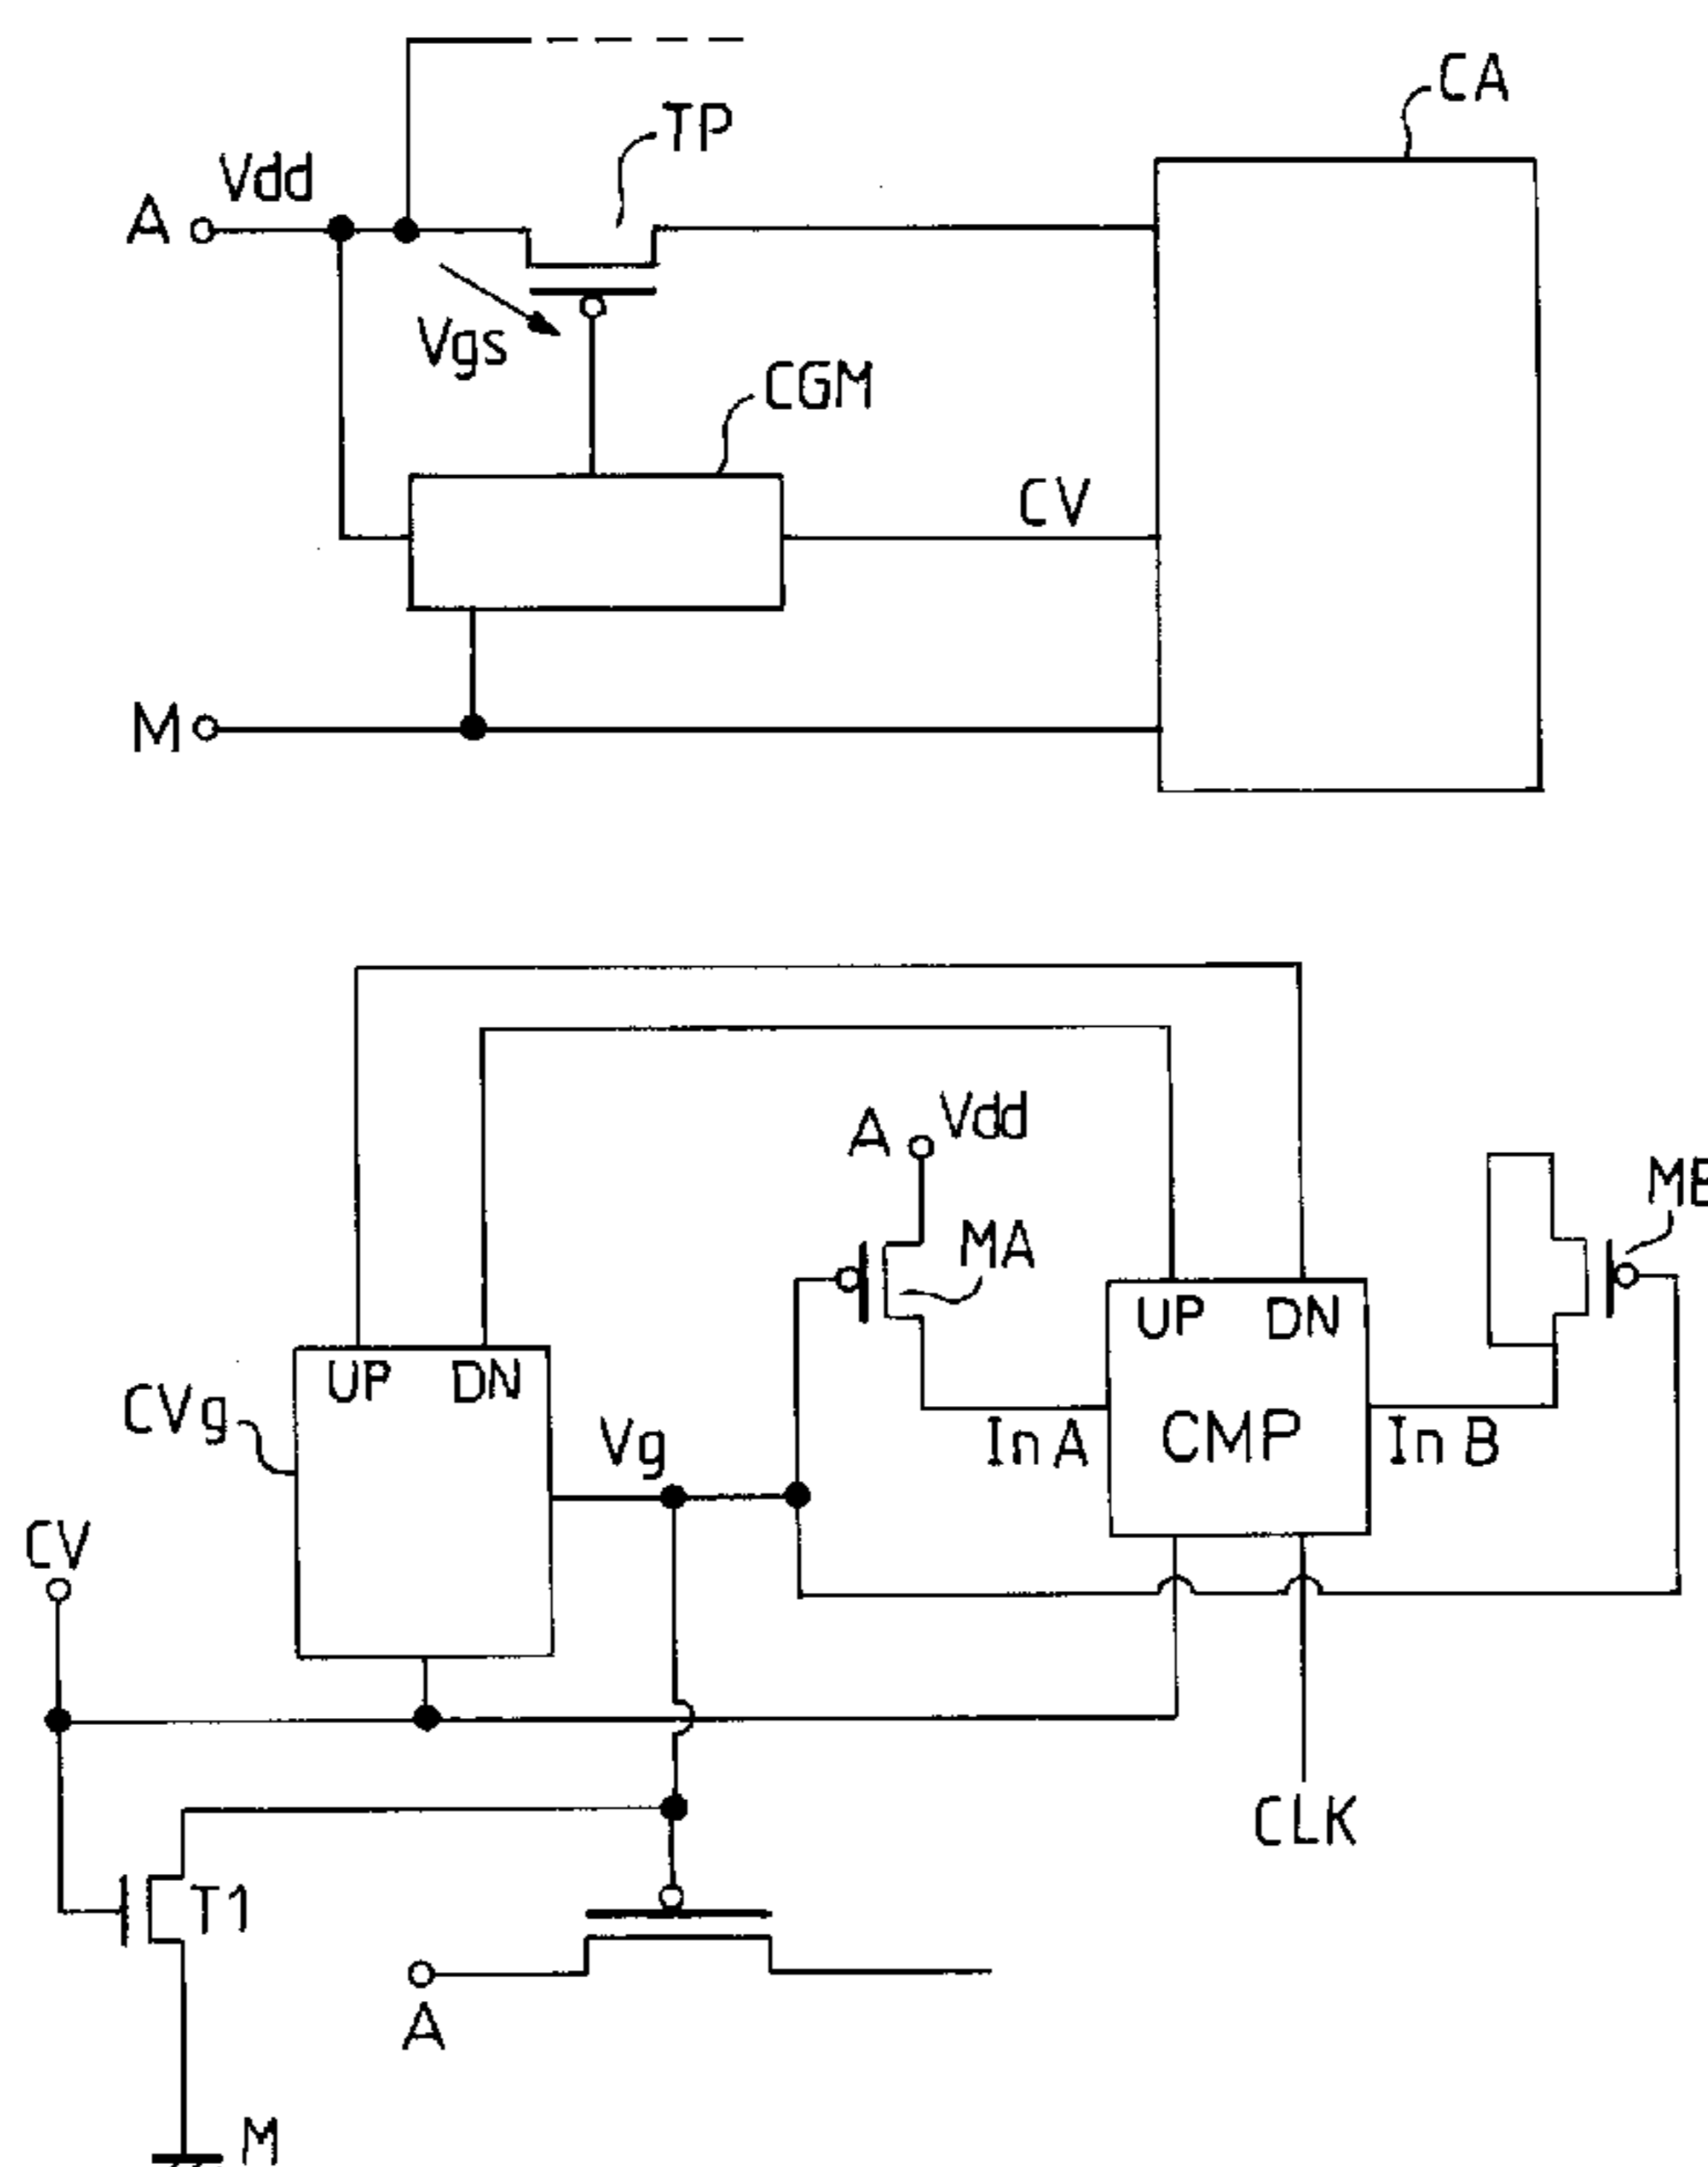 CA
TP
Vdd
A
Vgs
CGM
CV
M
A Vdd
MA
UP DN
UP DN
CVg
Vg
In A
CMP
In B
CV
CLK
T1
A
M